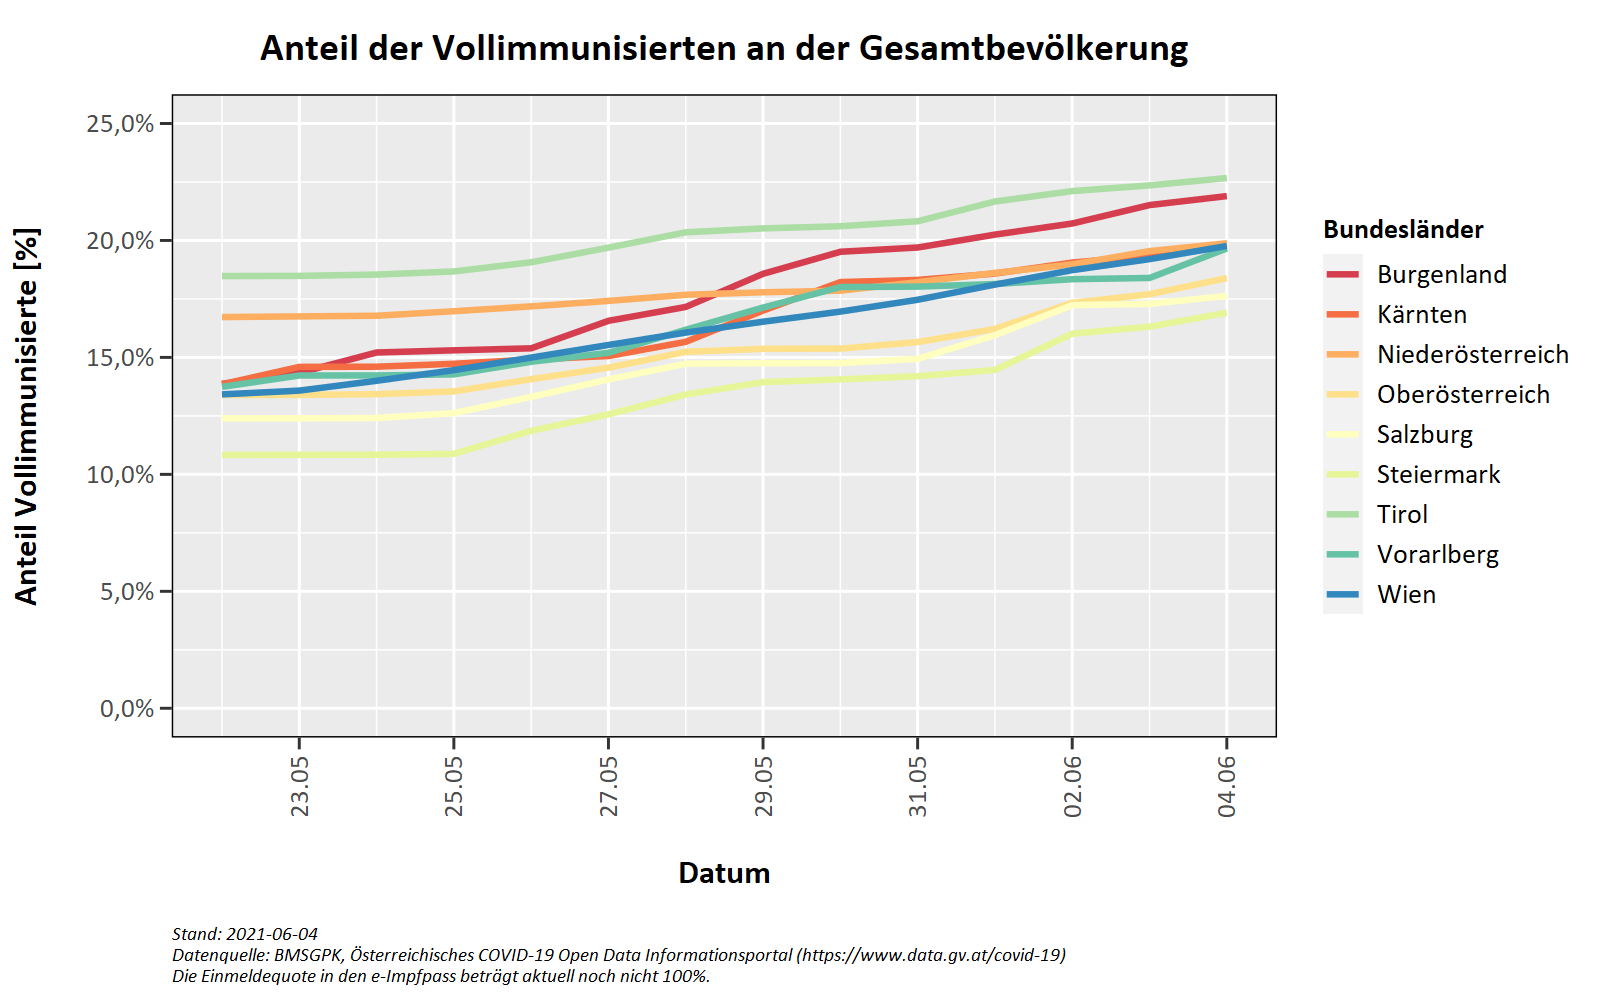 Anteil der Vollimmunisierten an der Gesamtbevölkerung
Anteil Vollimmunisierte [%]
25,0%
20,0%
15,0%
10,0%
5,0%
0,0%
23.05
25.05
27.05
29.05
31.05
02.06
04.06
Datum
Bundesländer
Burgenland
Kärnten
Niederösterreich
Oberösterreich
Salzburg
Steiermark
Tirol
Vorarlberg
Wien
Stand: 2021-06-04
Datenquelle: BMSGPK, Österreichisches COVID-19 Open Data Informationsportal (https://www.data.gv.at/covid-19)
Die Einmeldequote in den e-Impfpass beträgt aktuell noch nicht 100%.